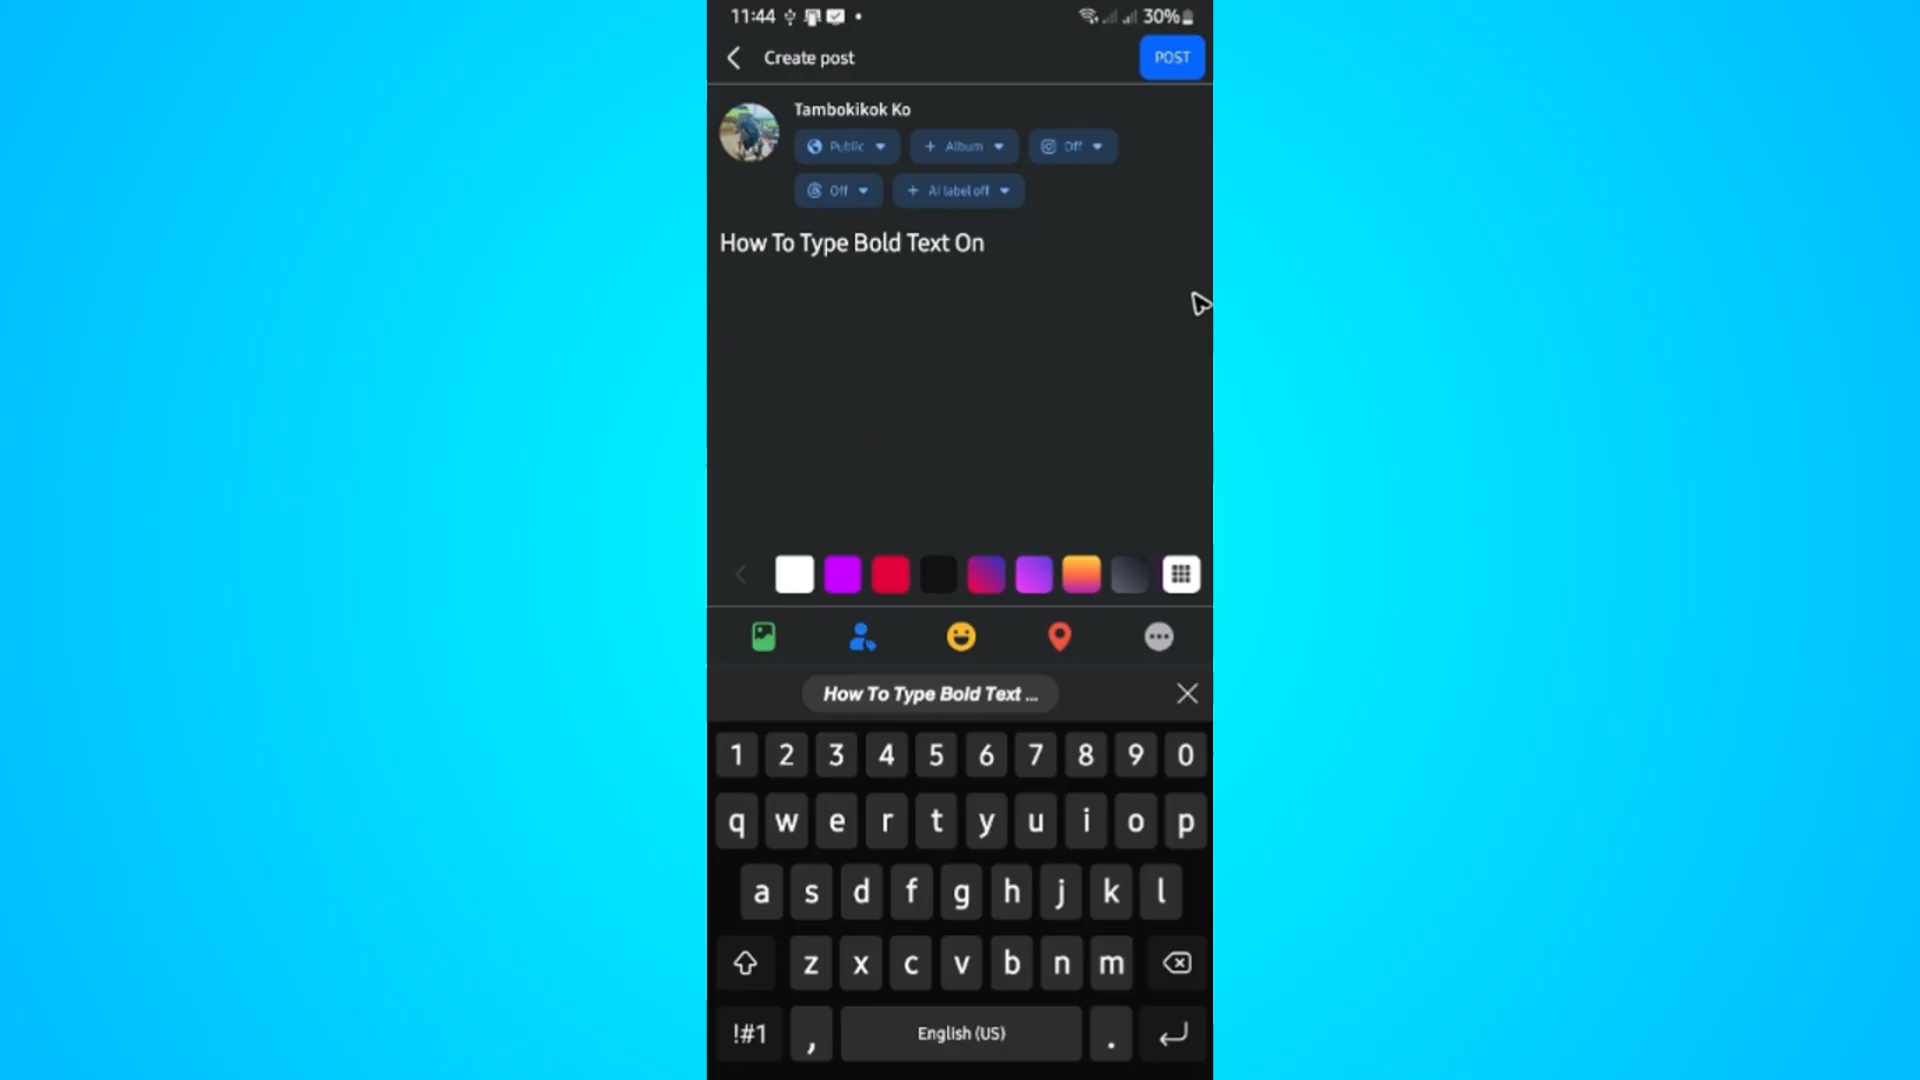 11:44
30%
Create post
POST
Tambokikok Ko
Public
+ Album
Off
Off
+ AI label off
How To Type Bold Text On
How To Type Bold Text ...
1 2 3 4 5 6 7 8 9 0
q w e r t y u i o p
a s d f g h j k l
z x c v b n m
!#1 , English (US) .